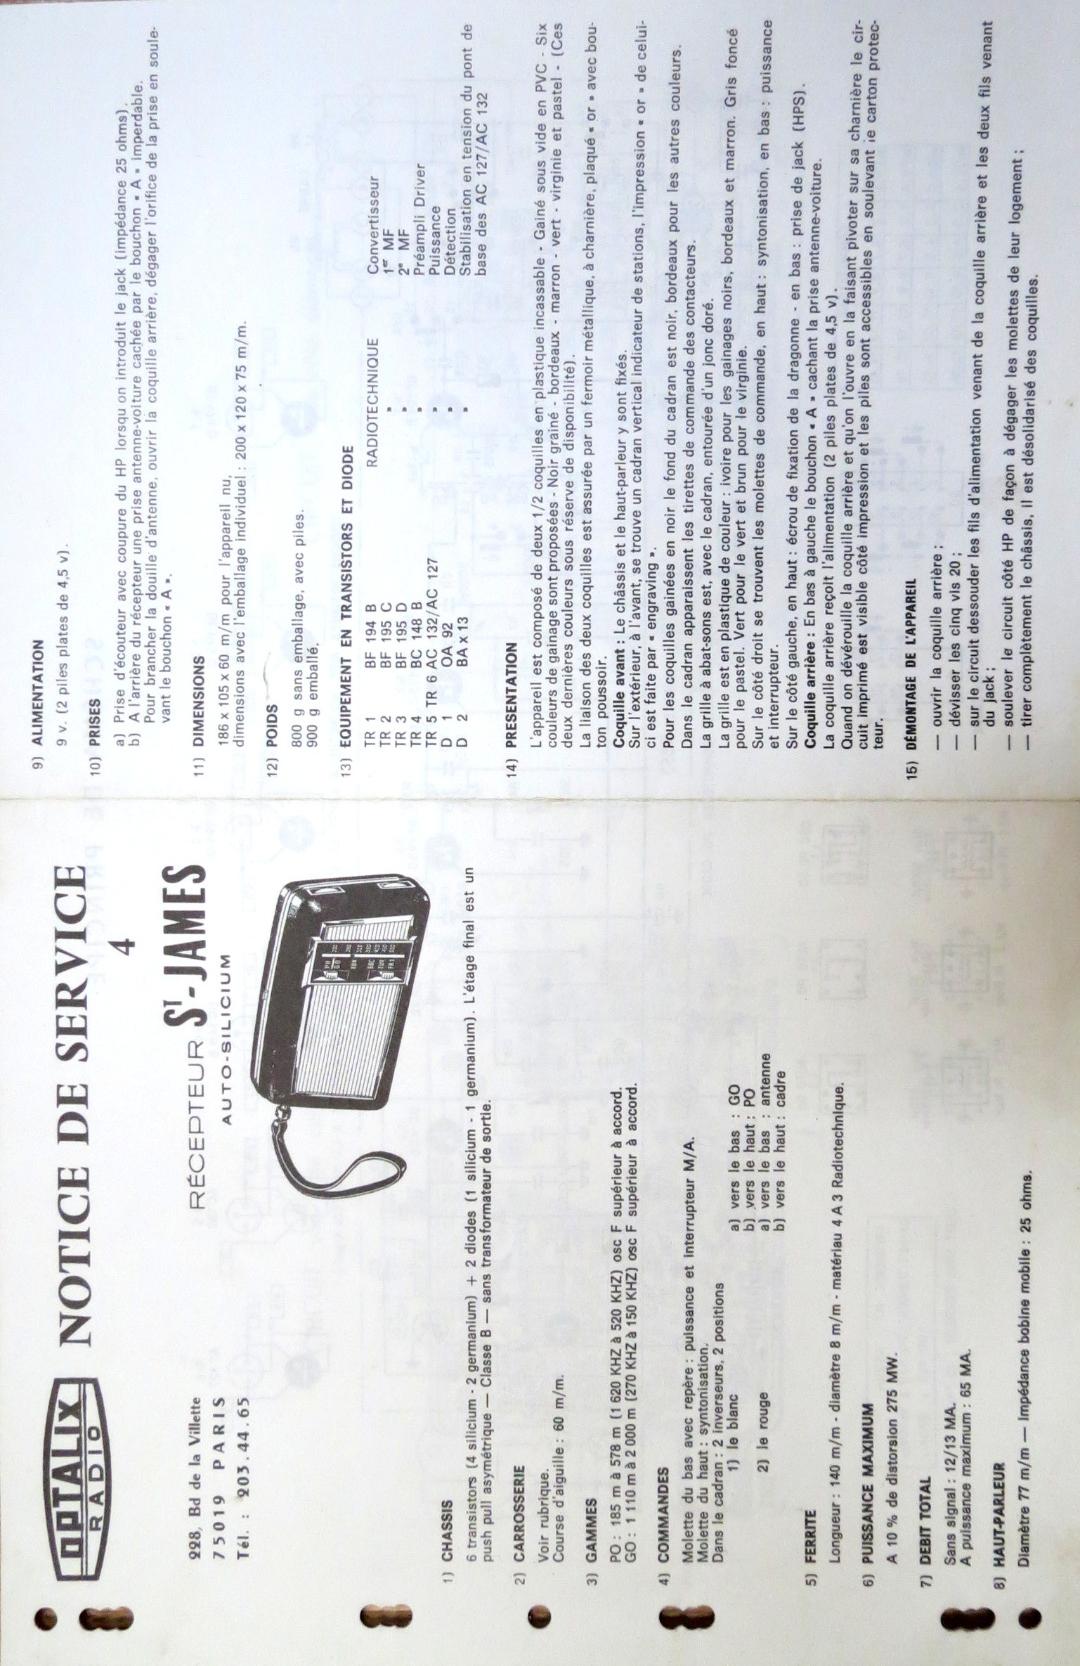 OPTALIX
RADIO
NOTICE DE SERVICE
4
228, Bd de la Villette
75019 PARIS
Tél. : 203.44.65
RÉCEPTEUR ST-JAMES
AUTO-SILICIUM
1) CHASSIS
6 transistors (4 silicium - 2 germanium) + 2 diodes (1 silicium - 1 germanium). L'étage final est un
push pull asymétrique — Classe B — sans transformateur de sortie.
2) CARROSSERIE
Voir rubrique.
Course d'aiguille : 60 m/m.
3) GAMMES
PO : 185 m à 578 m (1 620 KHZ à 520 KHZ) osc F supérieur à accord.
GO : 1 110 m à 2 000 m (270 KHZ à 150 KHZ) osc F supérieur à accord.
4) COMMANDES
Molette du bas avec repère : puissance et interrupteur M/A.
Molette du haut : syntonisation.
Dans le cadran : 2 inverseurs, 2 positions
1) le blanc a) vers le bas : GO
b) vers le haut : PO
2) le rouge a) vers le bas : antenne
b) vers le haut : cadre
5) FERRITE
Longueur : 140 m/m - diamètre 8 m/m - matériau 4 A 3 Radiotechnique.
6) PUISSANCE MAXIMUM
A 10 % de distorsion 275 MW.
7) DEBIT TOTAL
Sans signal : 12/13 MA.
A puissance maximum : 65 MA.
8) HAUT-PARLEUR
Diamètre 77 m/m — Impédance bobine mobile : 25 ohms.
9) ALIMENTATION
9 v. (2 piles plates de 4,5 v).
10) PRISES
a) Prise d'écouteur avec coupure du HP lorsqu on introduit le jack (impédance 25 ohms).
b) A l'arrière du récepteur une prise antenne-voiture cachée par le bouchon « A » imperdable.
Pour brancher la douille d'antenne, ouvrir la coquille arrière, dégager l'orifice de la prise en soule-
vant le bouchon « A ».
11) DIMENSIONS
186 x 105 x 60 m/m pour l'appareil nu,
dimensions avec l'emballage individuel : 200 x 120 x 75 m/m.
12) POIDS
800 g sans emballage, avec piles.
900 g emballé.
13) EQUIPEMENT EN TRANSISTORS ET DIODE
TR 1 BF 194 B RADIOTECHNIQUE Convertisseur
TR 2 BF 195 C » 1er MF
TR 3 BF 195 D » 2e MF
TR 4 BC 148 B » Préampli Driver
TR 5 TR 6 AC 132/AC 127 » Puissance
D 1 OA 92 » Détection
D 2 BA x 13 » Stabilisation en tension du pont de
base des AC 127/AC 132
14) PRESENTATION
L'appareil est composé de deux 1/2 coquilles en plastique incassable - Gainé sous vide en PVC - Six
couleurs de gainage sont proposées - Noir grainé - bordeaux - marron - vert - virginie et pastel - (Ces
deux dernières couleurs sous réserve de disponibilité).
La liaison des deux coquilles est assurée par un fermoir métallique, à charnière, plaqué « or » avec bou-
ton poussoir.
Coquille avant : Le châssis et le haut-parleur y sont fixés.
Sur l'extérieur, à l'avant, se trouve un cadran vertical indicateur de stations, l'impression « or » de celui-
ci est faite par « engraving ».
Pour les coquilles gainées en noir le fond du cadran est noir, bordeaux pour les autres couleurs.
Dans le cadran apparaissent les tirettes de commande des contacteurs.
La grille à abat-sons est, avec le cadran, entourée d'un jonc doré.
La grille est en plastique de couleur : ivoire pour les gainages noirs, bordeaux et marron. Gris foncé
pour le pastel. Vert pour le vert et brun pour le virginie.
Sur le côté droit se trouvent les molettes de commande, en haut : syntonisation, en bas : puissance
et interrupteur.
Sur le côté gauche, en haut : écrou de fixation de la dragonne - en bas : prise de jack (HPS).
Coquille arrière : En bas à gauche le bouchon « A » cachant la prise antenne-voiture.
La coquille arrière reçoit l'alimentation (2 piles plates de 4,5 v).
Quand on dévérouille la coquille arrière et qu'on l'ouvre en la faisant pivoter sur sa charnière le cir-
cuit imprimé est visible côté impression et les piles sont accessibles en soulevant le carton protec-
teur.
15) DÉMONTAGE DE L'APPAREIL
— ouvrir la coquille arrière ;
— dévisser les cinq vis 20 ;
— sur le circuit dessouder les fils d'alimentation venant de la coquille arrière et les deux fils venant
du jack ;
— soulever le circuit côté HP de façon à dégager les molettes de leur logement ;
— tirer complètement le châssis, il est désolidarisé des coquilles.